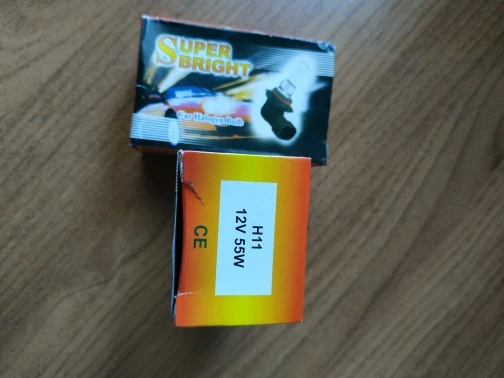 SUPER
BRIGHT
Car Halogen Bulb
H11
12V 55W
CE